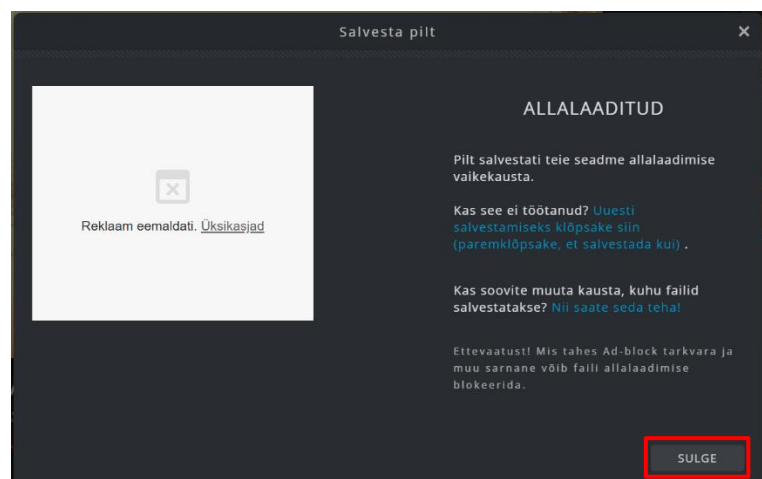 Salvesta pilt
Reklaam eemaldati. Üksikasjad
ALLALAADITUD
Pilt salvestati teie seadme allalaadimise
vaikekausta.
Kas see ei töötanud? Uuesti
salvestamiseks klõpsake siin
(paremklõpsake, et salvestada kui) .
Kas soovite muuta kausta, kuhu failid
salvestatakse? Nii saate seda teha!
Ettevaatust! Mis tahes Ad-block tarkvara ja
muu sarnane võib faili allalaadimise
blokeerida.
SULGE